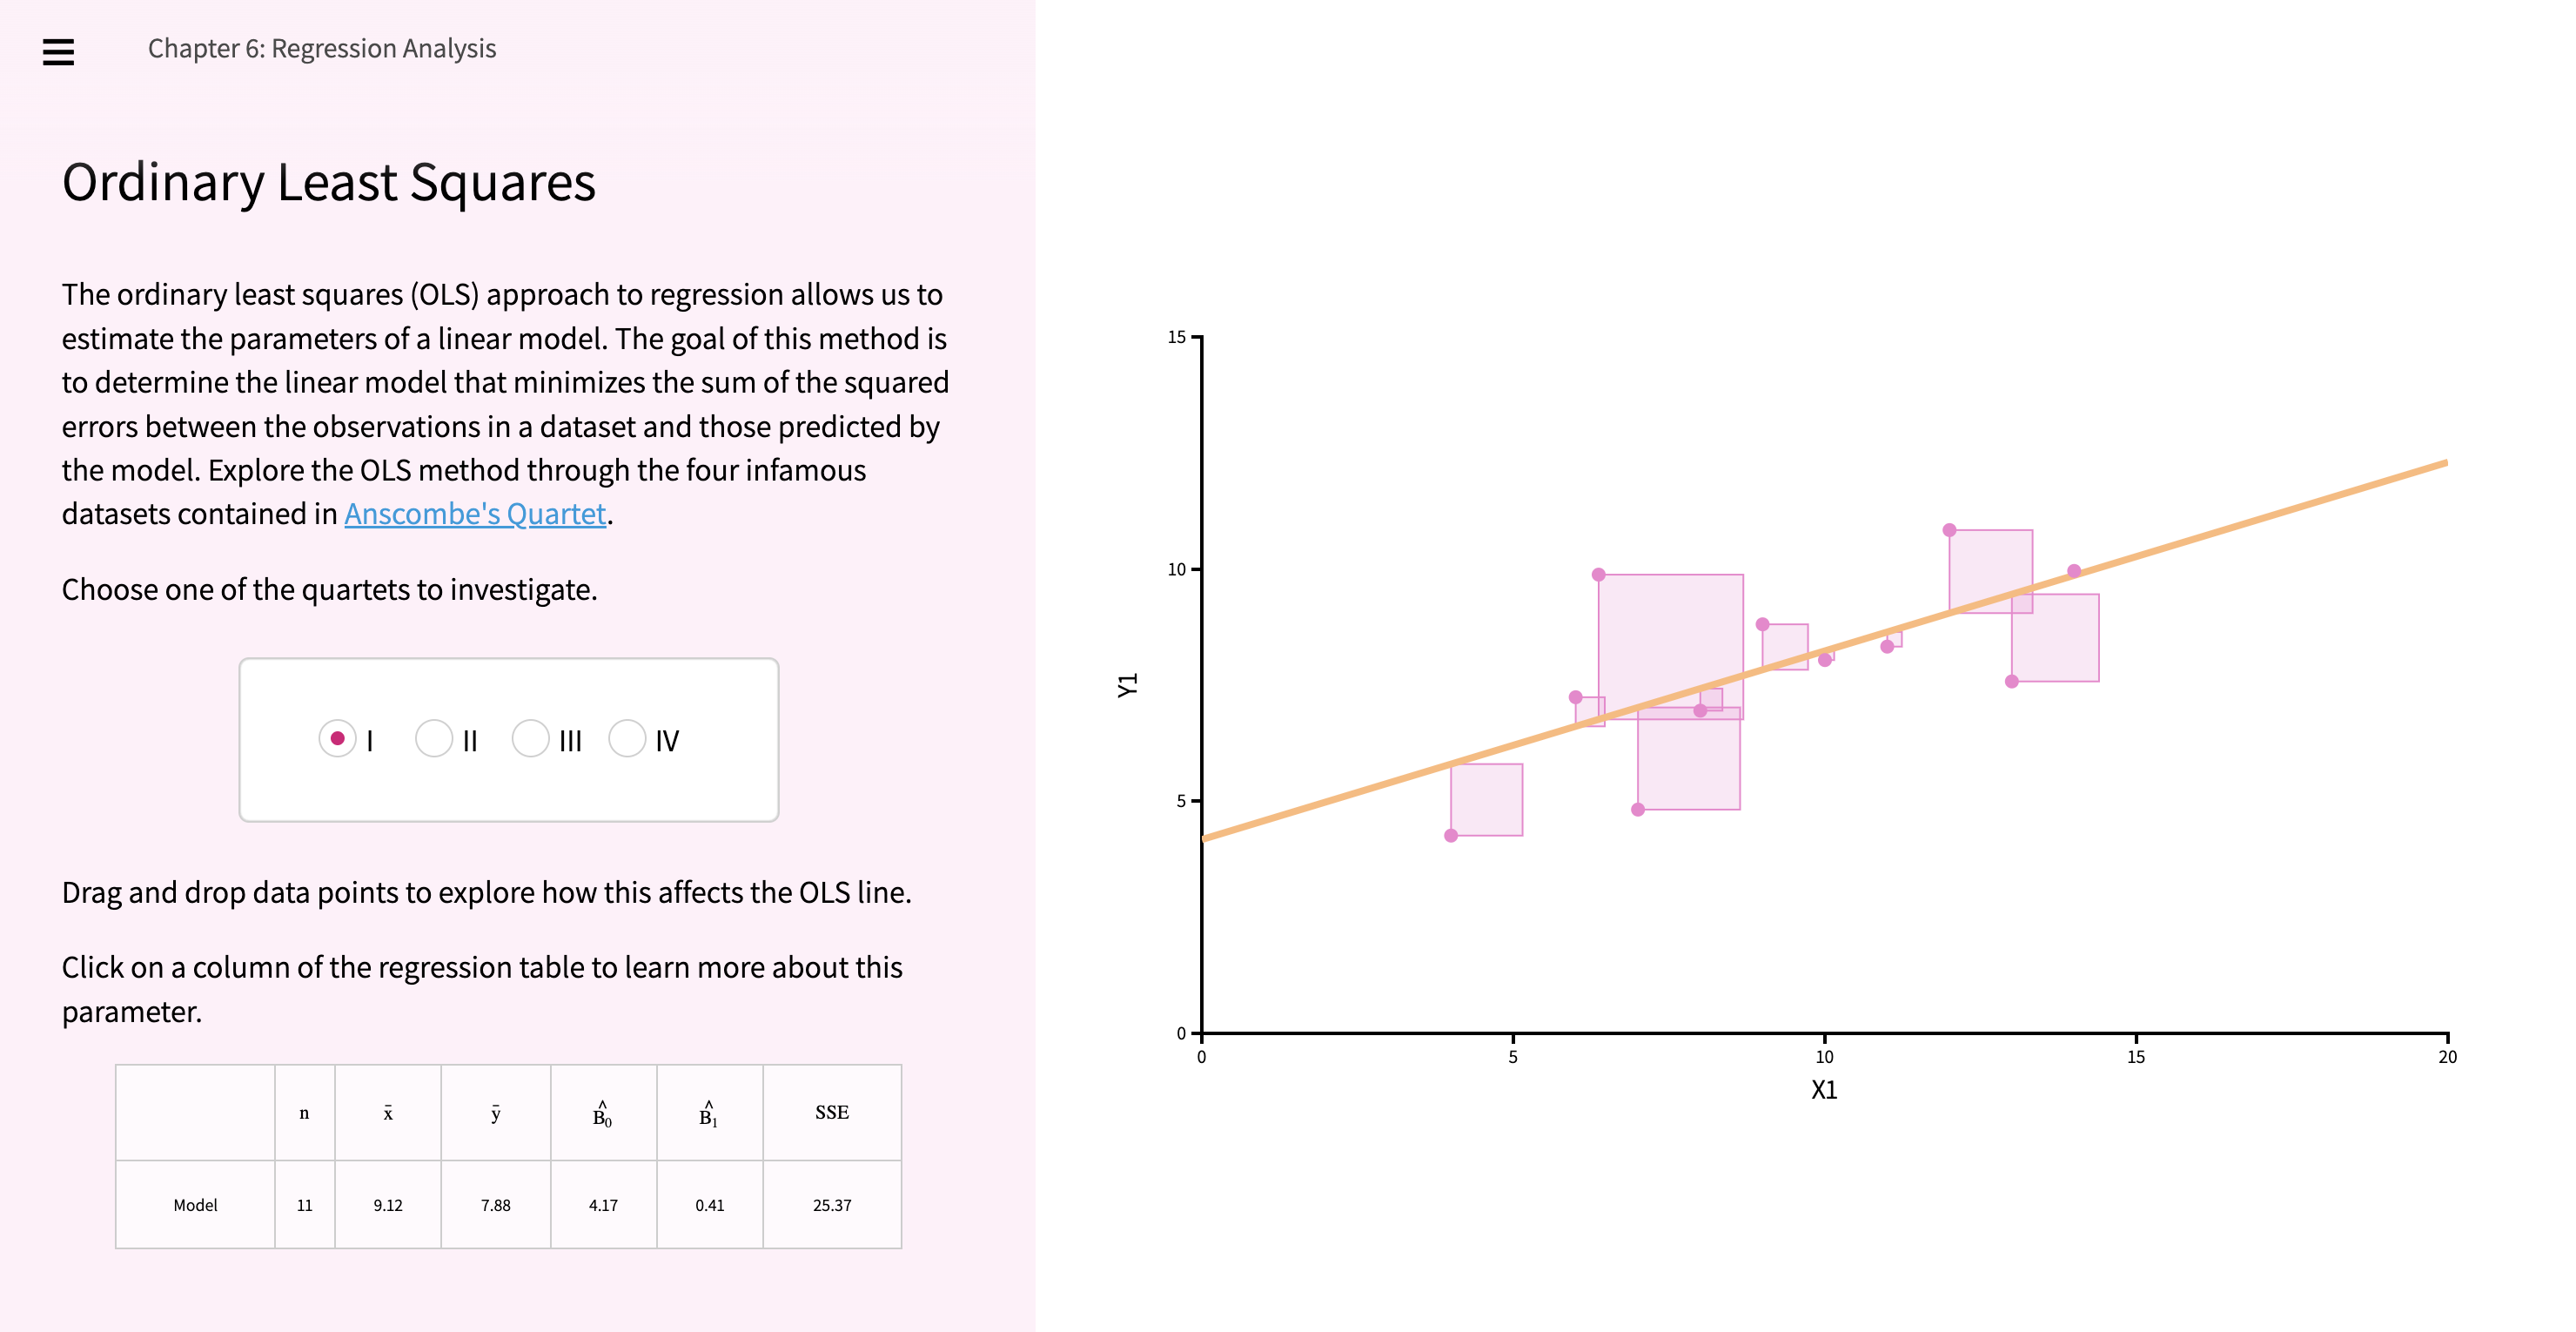 Chapter 6: Regression Analysis
Ordinary Least Squares
The ordinary least squares (OLS) approach to regression allows us to
estimate the parameters of a linear model. The goal of this method is
to determine the linear model that minimizes the sum of the squared
errors between the observations in a dataset and those predicted by
the model. Explore the OLS method through the four infamous
datasets contained in Anscombe's Quartet.
Choose one of the quartets to investigate.
I II III IV
Drag and drop data points to explore how this affects the OLS line.
Click on a column of the regression table to learn more about this
parameter.
n x̄ ȳ B̂₀ B̂₁ SSE
Model 11 9.12 7.88 4.17 0.41 25.37
15
10
5
0
Y1
0 5 10 15 20
X1